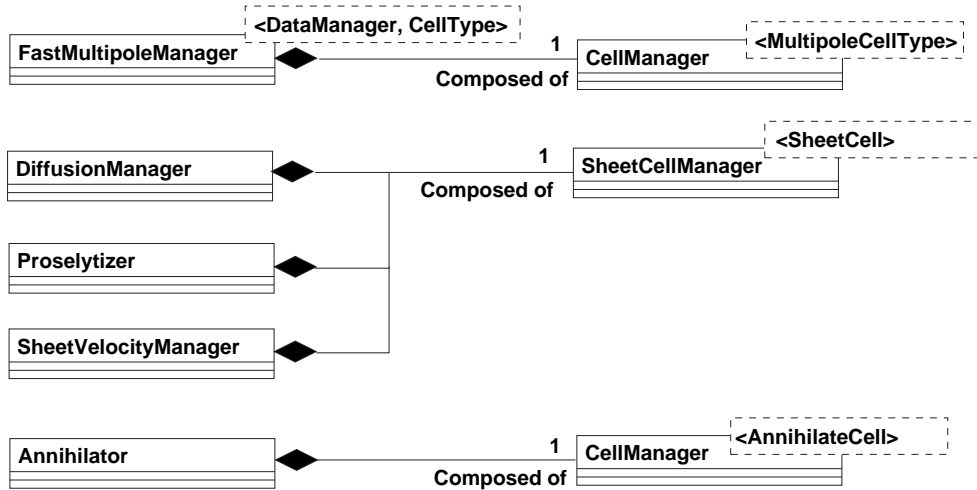 <DataManager, CellType>
FastMultipoleManager
1
Composed of
<MultipoleCellType>
CellManager
DiffusionManager
1
Composed of
<SheetCell>
SheetCellManager
Proselytizer
SheetVelocityManager
Annihilator
1
Composed of
<AnnihilateCell>
CellManager